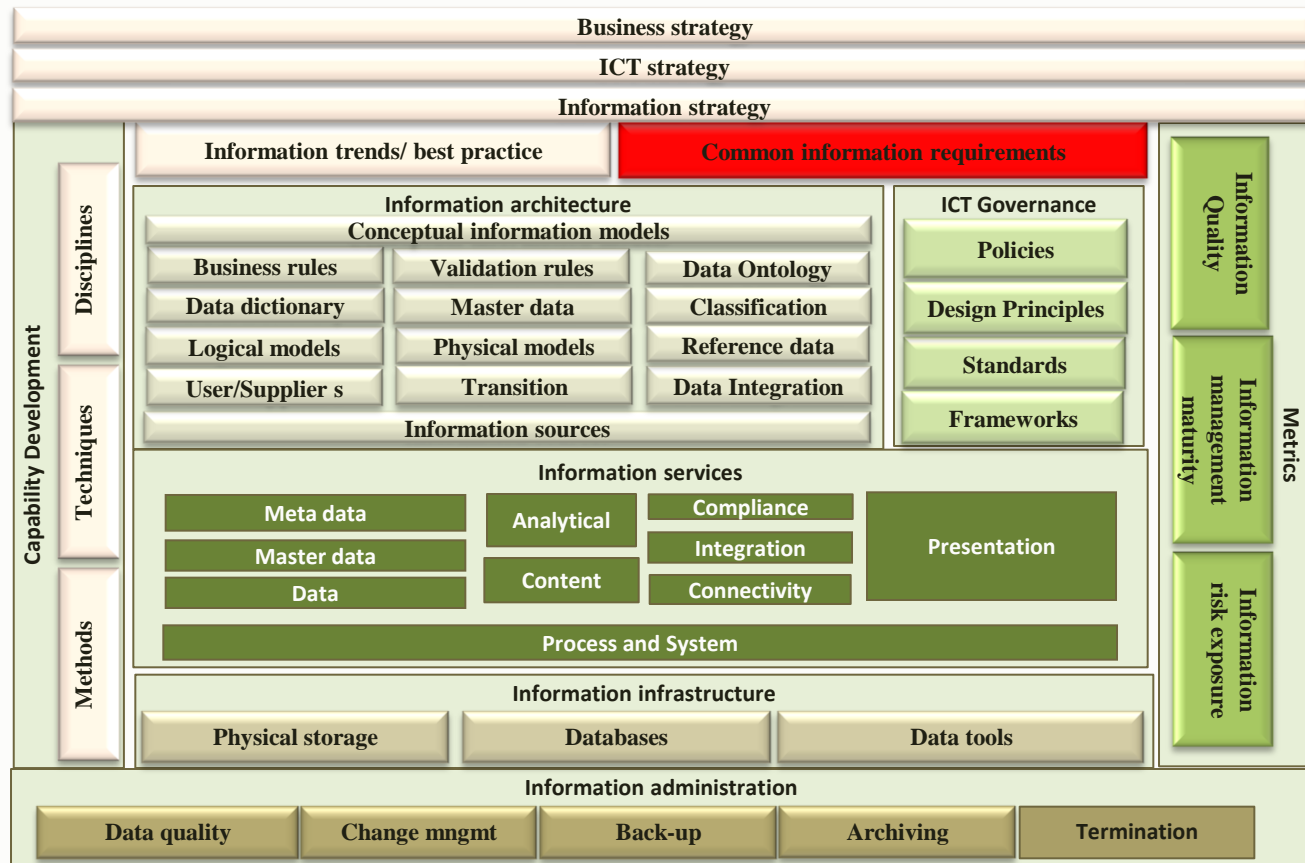 Business strategy
ICT strategy
Information strategy
Information trends/ best practice
Common information requirements
Capability Development
Disciplines
Techniques
Methods
Information architecture
Conceptual information models
Business rules
Validation rules
Data Ontology
Data dictionary
Master data
Classification
Logical models
Physical models
Reference data
User/Supplier s
Transition
Data Integration
Information sources
ICT Governance
Policies
Design Principles
Standards
Frameworks
Information
Quality
Information
management
maturity
Information
risk exposure
Metrics
Information services
Meta data
Master data
Data
Analytical
Content
Compliance
Integration
Connectivity
Presentation
Process and System
Information infrastructure
Physical storage
Databases
Data tools
Information administration
Data quality
Change mngmt
Back-up
Archiving
Termination